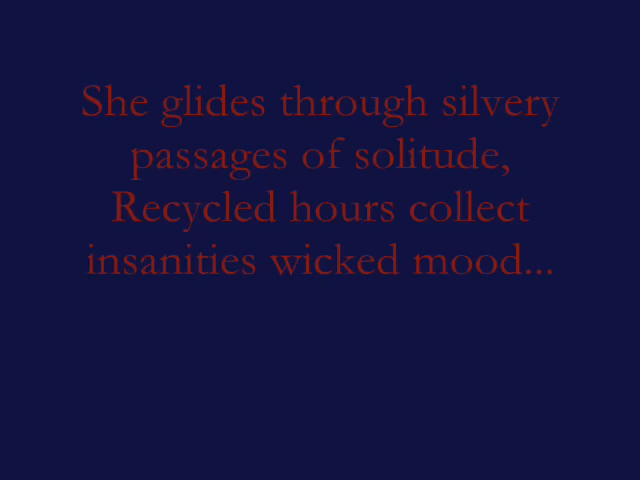 She glides through silvery
passages of solitude,
Recycled hours collect
insanities wicked mood...